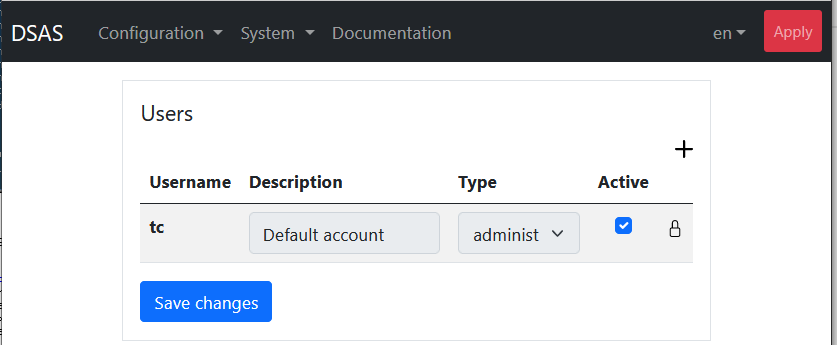 DSAS Configuration System Documentation en Apply
Users
Username Description Type Active
tc Default account administ
Save changes